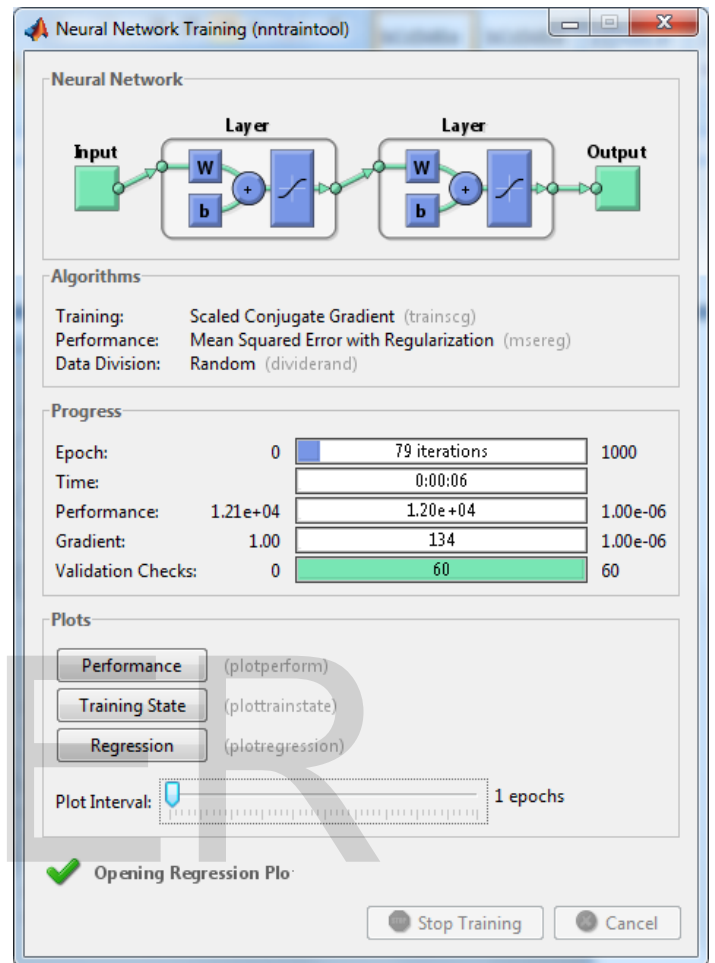 Neural Network Training (nntraintool)
Neural Network
Layer
Layer
Input
Output
W
b
+
W
b
+
Algorithms
Training: Scaled Conjugate Gradient (trainscg)
Performance: Mean Squared Error with Regularization (msereg)
Data Division: Random (dividerand)
Progress
Epoch: 0 79 iterations 1000
Time: 0:00:06
Performance: 1.21e+04 1.20e+04 1.00e-06
Gradient: 1.00 134 1.00e-06
Validation Checks: 0 60 60
Plots
Performance (plotperform)
Training State (plottrainstate)
Regression (plotregression)
Plot Interval: 1 epochs
ER
Opening Regression Plo
STOP Stop Training
Cancel